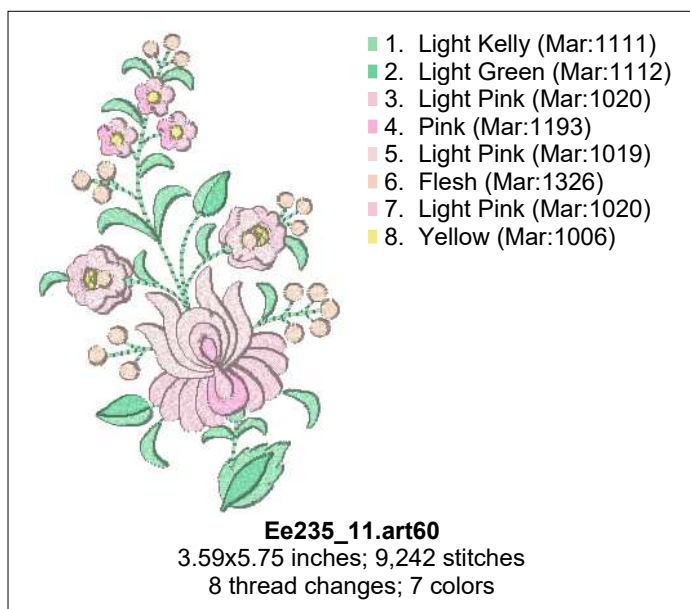 1. Light Kelly (Mar:1111)
2. Light Green (Mar:1112)
3. Light Pink (Mar:1020)
4. Pink (Mar:1193)
5. Light Pink (Mar:1019)
6. Flesh (Mar:1326)
7. Light Pink (Mar:1020)
8. Yellow (Mar:1006)
Ee235_11.art60
3.59x5.75 inches; 9,242 stitches
8 thread changes; 7 colors